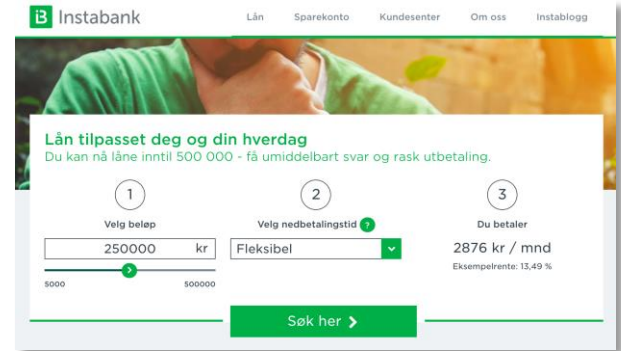 Instabank
Lån Sparekonto Kundesenter Om oss Instablogg
Lån tilpasset deg og din hverdag
Du kan nå låne inntil 500 000 - få umiddelbart svar og rask utbetaling.
1 2 3
Velg beløp Velg nedbetalingstid ? Du betaler
250000 kr Fleksibel 2876 kr / mnd
Eksempelrente: 13,49 %
5000 500000
Søk her